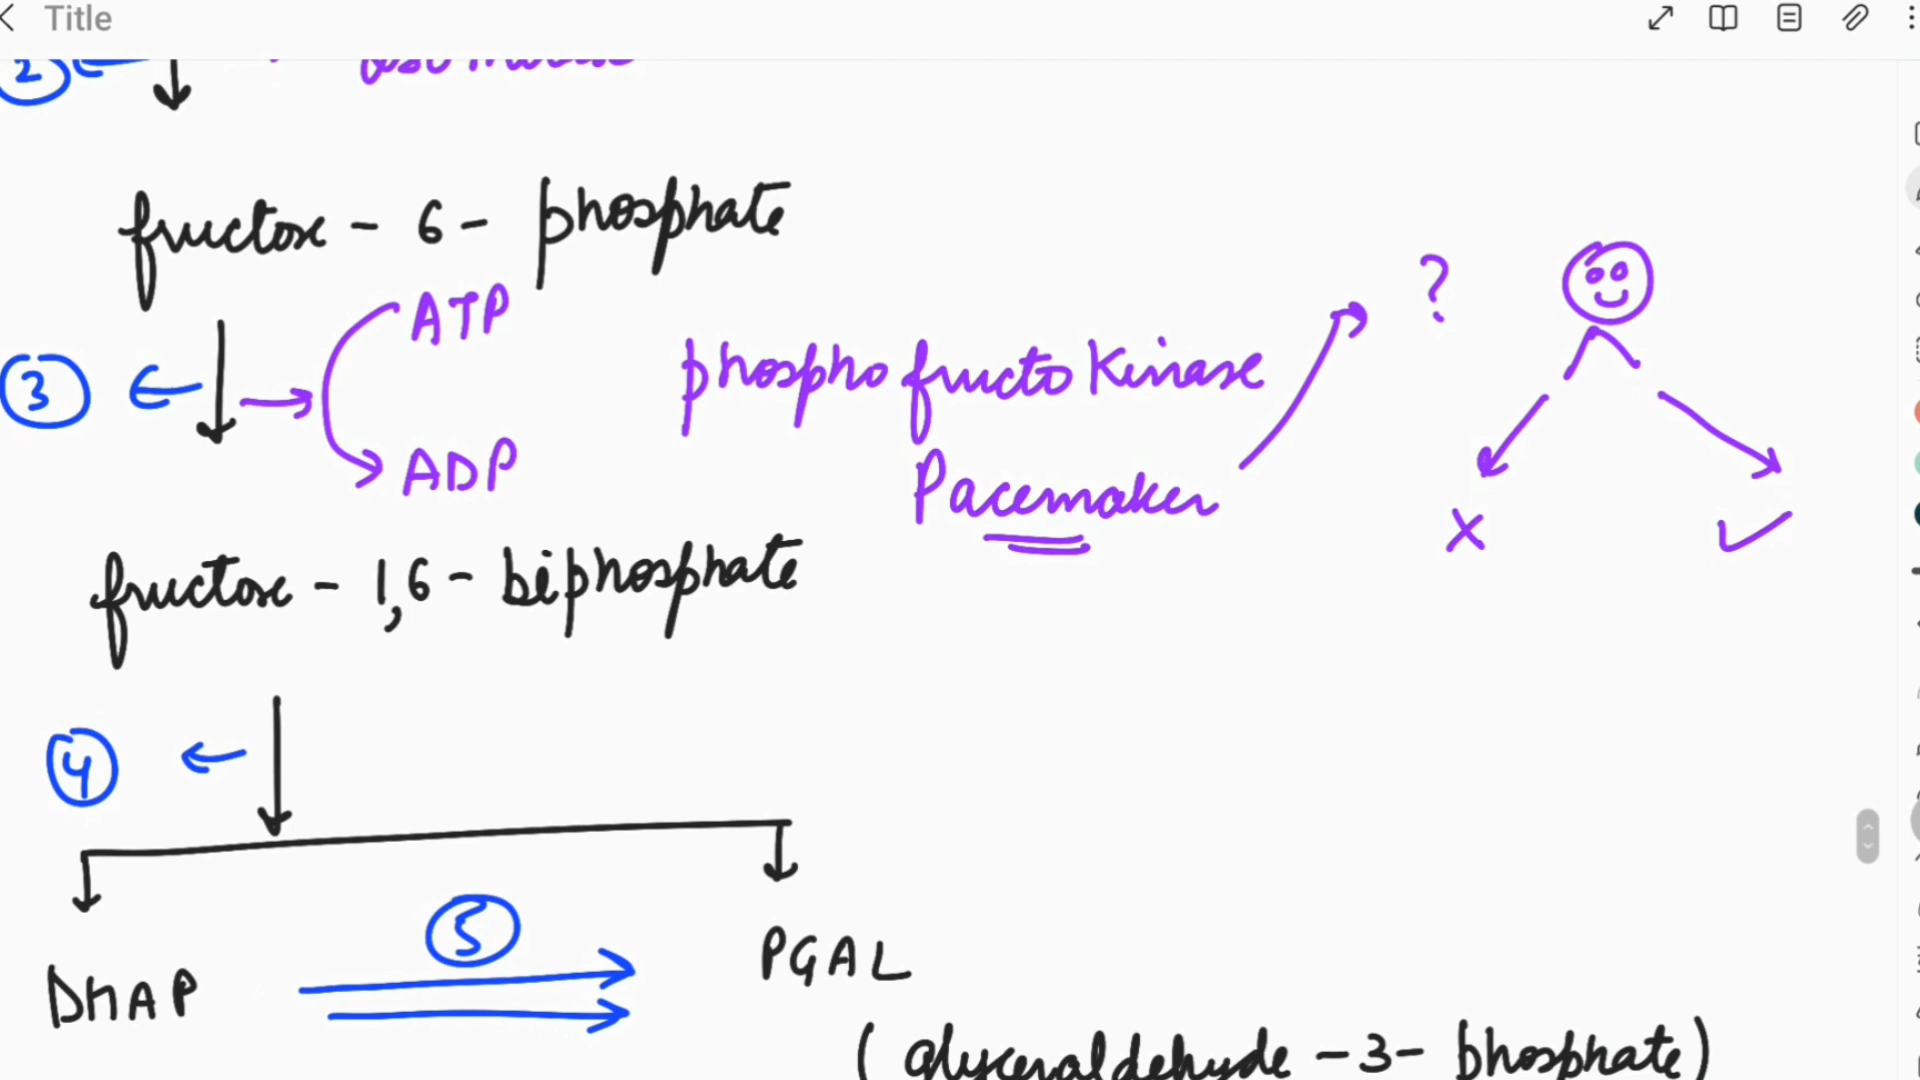 Title
2
fructose - 6 - phosphate
ATP
?
3
phosphofructokinase
ADP
Pacemaker
fructose - 1,6 - biphosphate
4
5
DHAP
PGAL
(glyceraldehyde - 3 - phosphate)